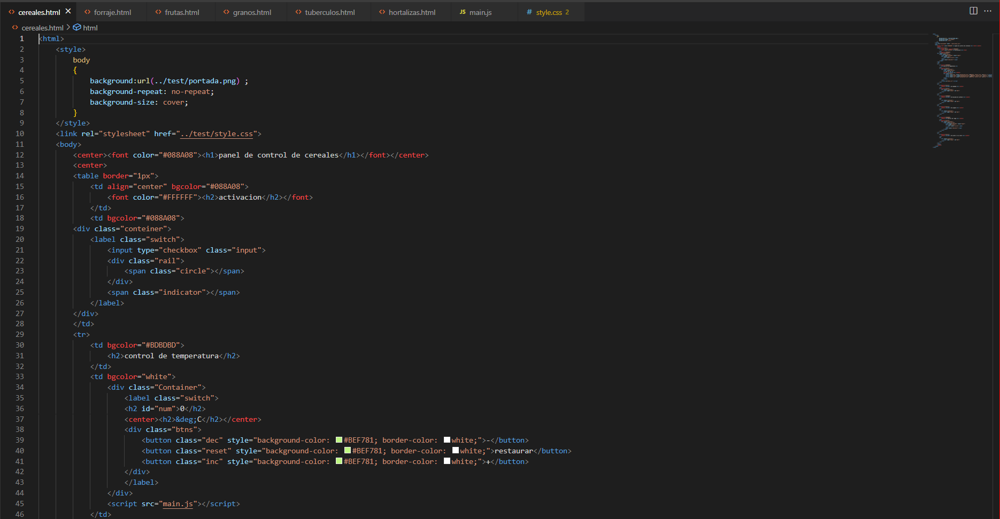 cereales.html forraje.html frutas.html granos.html tuberculos.html hortalizas.html JS main.js # style.css 2
cereales.html > html
1 <html>
2 <style>
3 body
4 {
5 background:url(../test/portada.png) ;
6 background-repeat: no-repeat;
7 background-size: cover;
8 }
9 </style>
10 <link rel="stylesheet" href="../test/style.css">
11 <body>
12 <center><font color="#088A08"><h1>panel de control de cereales</h1></font></center>
13 <center>
14 <table border="1px">
15 <td align="center" bgcolor="#088A08">
16 <font color="#FFFFFF"><h2>activacion</h2></font>
17 </td>
18 <td bgcolor="#088A08">
19 <div class="conteiner">
20 <label class="switch">
21 <input type="checkbox" class="input">
22 <div class="rail">
23 <span class="circle"></span>
24 </div>
25 <span class="indicator"></span>
26 </label>
27 </div>
28 </td>
29 <tr>
30 <td bgcolor="#BDBDBD">
31 <h2>control de temperatura</h2>
32 </td>
33 <td bgcolor="white">
34 <div class="Container">
35 <label class="switch">
36 <h2 id="num">0</h2>
37 <center><h2>&deg;C</h2></center>
38 <div class="btns">
39 <button class="dec" style="background-color: #BEF781; border-color: white;">-</button>
40 <button class="reset" style="background-color: #BEF781; border-color: white;">restaurar</button>
41 <button class="inc" style="background-color: #BEF781; border-color: white;">+</button>
42 </div>
43 </label>
44 </div>
45 <script src="main.js"></script>
46 </td>